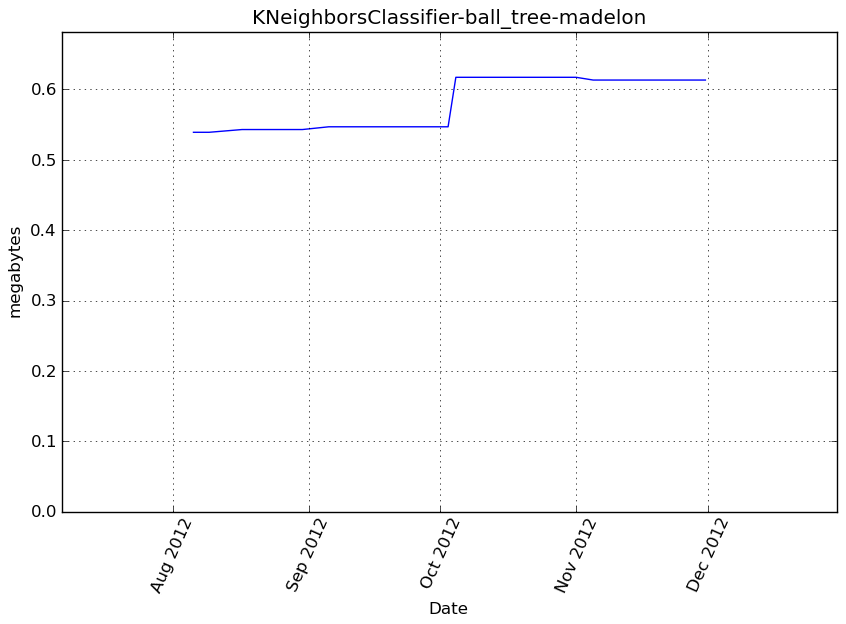 KNeighborsClassifier-ball_tree-madelon
megabytes
0.6
0.5
0.4
0.3
0.2
0.1
0.0
Aug 2012
Sep 2012
Oct 2012
Nov 2012
Dec 2012
Date